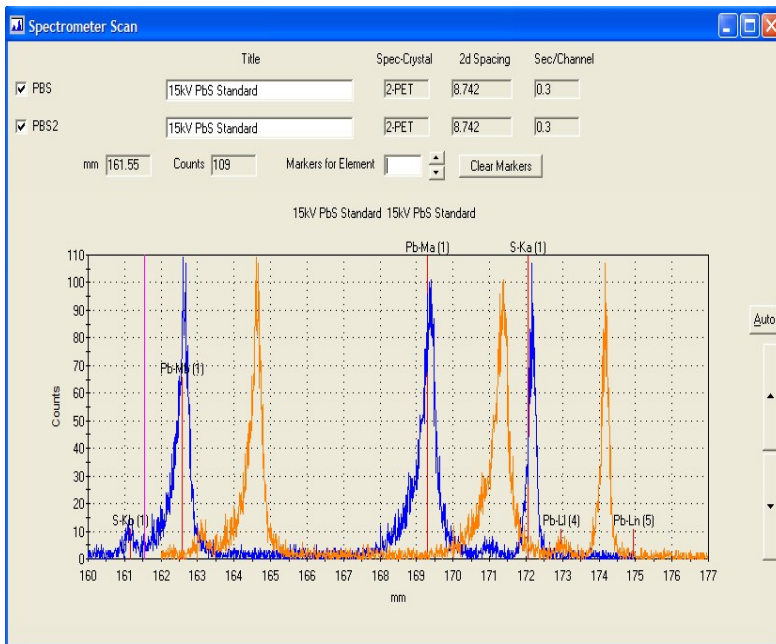 Spectrometer Scan
Title Spec-Crystal 2d Spacing Sec/Channel
PBS 15kV PbS Standard 2-PET 8.742 0.3
PBS2 15kV PbS Standard 2-PET 8.742 0.3
mm 161.55 Counts 109 Markers for Element Clear Markers
15kV PbS Standard 15kV PbS Standard
Pb-Ma (1) S-Ka (1)
110
100
90
80
70
Pb-Mb (1)
60
50
40
30
20
S-Kb (1) Pb-Ll (4) Pb-Ln (5)
10
0
Counts
160 161 162 163 164 165 166 167 168 169 170 171 172 173 174 175 176 177
mm
Auto